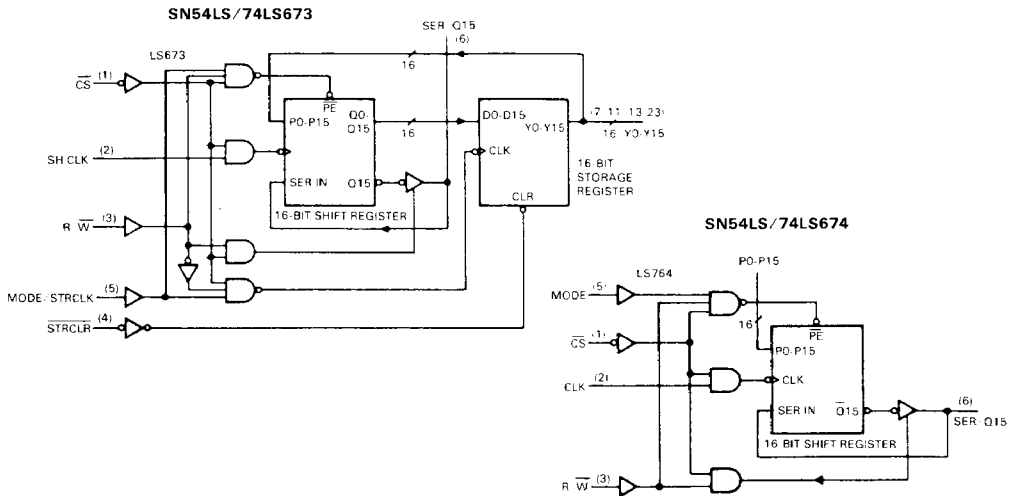 SN54LS/74LS673
SER Q15
(6)
LS673
CS (1)
16
PE
P0-P15 Q0-Q15
16
D0-D15
Y0-Y15
(7 11 13 23)
16 Y0-Y15
SH CLK (2)
CLK
16-BIT STORAGE REGISTER
SER IN Q15
CLR
16-BIT SHIFT REGISTER
R W (3)
MODE/STRCLK (5)
STRCLR (4)
SN54LS/74LS674
P0-P15
LS764
MODE (5)
16
CS (1)
PE
P0-P15
CLK (2)
CLK
SER IN Q15
(6)
SER-Q15
16 BIT SHIFT REGISTER
R W (3)